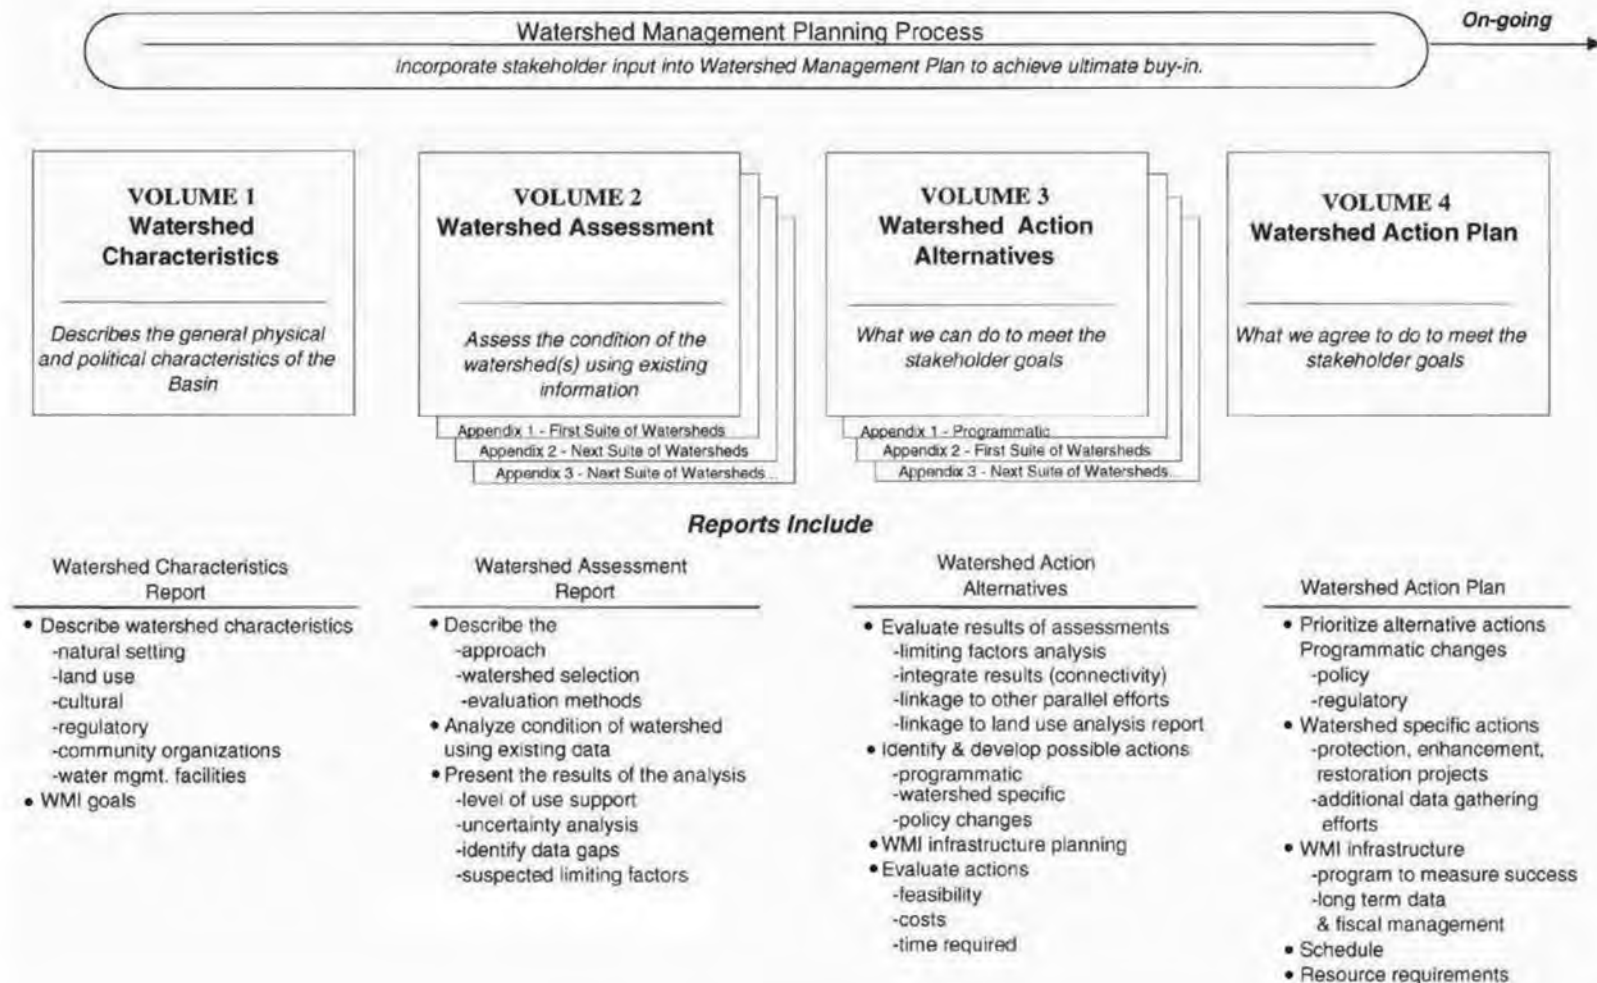 Watershed Management Planning Process
On-going
Incorporate stakeholder input into Watershed Management Plan to achieve ultimate buy-in.
VOLUME 1
Watershed
Characteristics
Describes the general physical
and political characteristics of the
Basin
VOLUME 2
Watershed Assessment
Assess the condition of the
watershed(s) using existing
information
Appendix 1 - First Suite of Watersheds
Appendix 2 - Next Suite of Watersheds
Appendix 3 - Next Suite of Watersheds...
VOLUME 3
Watershed Action
Alternatives
What we can do to meet the
stakeholder goals
Appendix 1 - Programmatic
Appendix 2 - First Suite of Watersheds
Appendix 3 - Next Suite of Watersheds...
VOLUME 4
Watershed Action Plan
What we agree to do to meet the
stakeholder goals
Reports Include
Watershed Characteristics
Report
• Describe watershed characteristics
-natural setting
-land use
-cultural
-regulatory
-community organizations
-water mgmt. facilities
• WMI goals
Watershed Assessment
Report
• Describe the
-approach
-watershed selection
-evaluation methods
• Analyze condition of watershed
using existing data
• Present the results of the analysis
-level of use support
-uncertainty analysis
-identify data gaps
-suspected limiting factors
Watershed Action
Alternatives
• Evaluate results of assessments
-limiting factors analysis
-integrate results (connectivity)
-linkage to other parallel efforts
-linkage to land use analysis report
• Identify & develop possible actions
-programmatic
-watershed specific
-policy changes
• WMI infrastructure planning
• Evaluate actions
-feasibility
-costs
-time required
Watershed Action Plan
• Prioritize alternative actions
Programmatic changes
-policy
-regulatory
• Watershed specific actions
-protection, enhancement,
restoration projects
-additional data gathering
efforts
• WMI infrastructure
-program to measure success
-long term data
& fiscal management
• Schedule
• Resource requirements